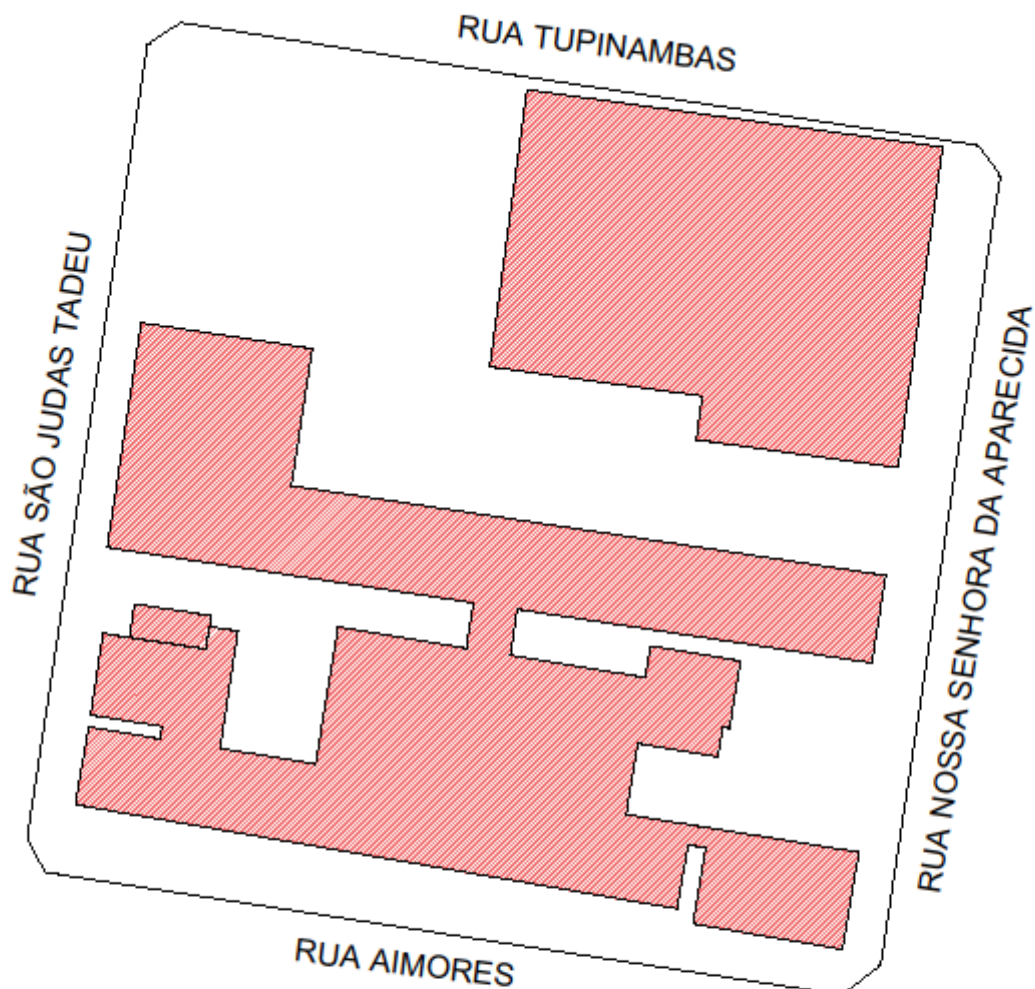 RUA TUPINAMBAS
RUA SÃO JUDAS TADEU
RUA NOSSA SENHORA DA APARECIDA
RUA AIMORES